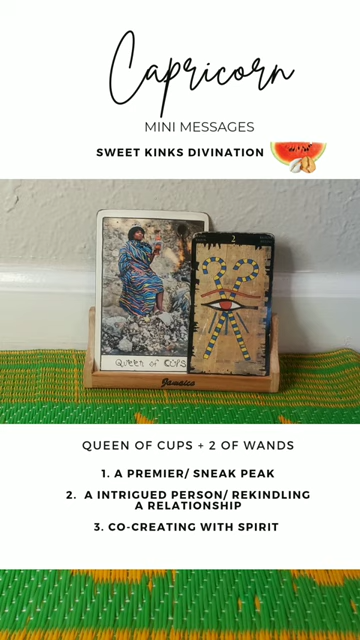 Capricorn
MINI MESSAGES
SWEET KINKS DIVINATION
2
Queen of Cups
Jamaica
QUEEN OF CUPS + 2 OF WANDS
1. A PREMIER/ SNEAK PEAK
2. A INTRIGUED PERSON/ REKINDLING
A RELATIONSHIP
3. CO-CREATING WITH SPIRIT